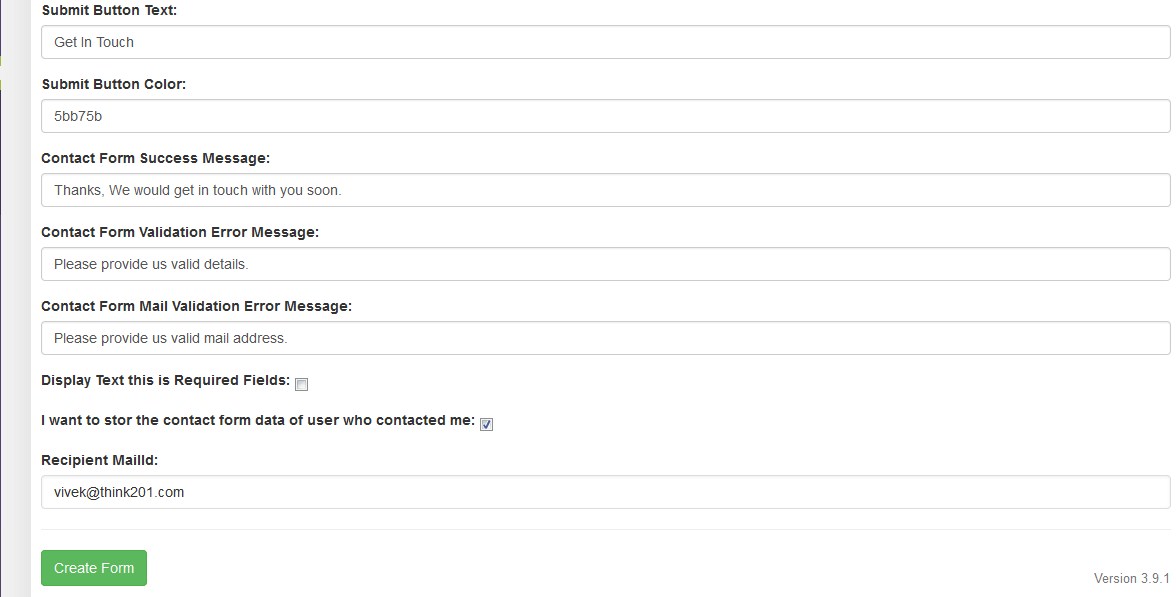 Submit Button Text:
Get In Touch
Submit Button Color:
5bb75b
Contact Form Success Message:
Thanks, We would get in touch with you soon.
Contact Form Validation Error Message:
Please provide us valid details.
Contact Form Mail Validation Error Message:
Please provide us valid mail address.
Display Text this is Required Fields:
I want to stor the contact form data of user who contacted me:
Recipient MailId:
vivek@think201.com
Create Form
Version 3.9.1